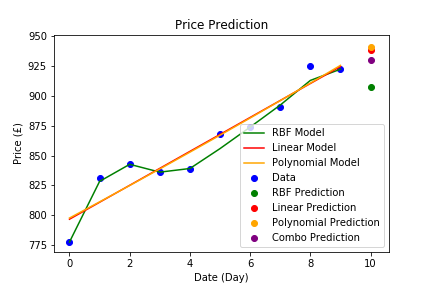 Price Prediction
950
925
900
875
850
825
800
775
Price (£)
RBF Model
Linear Model
Polynomial Model
Data
RBF Prediction
Linear Prediction
Polynomial Prediction
Combo Prediction
0
2
4
6
8
10
Date (Day)